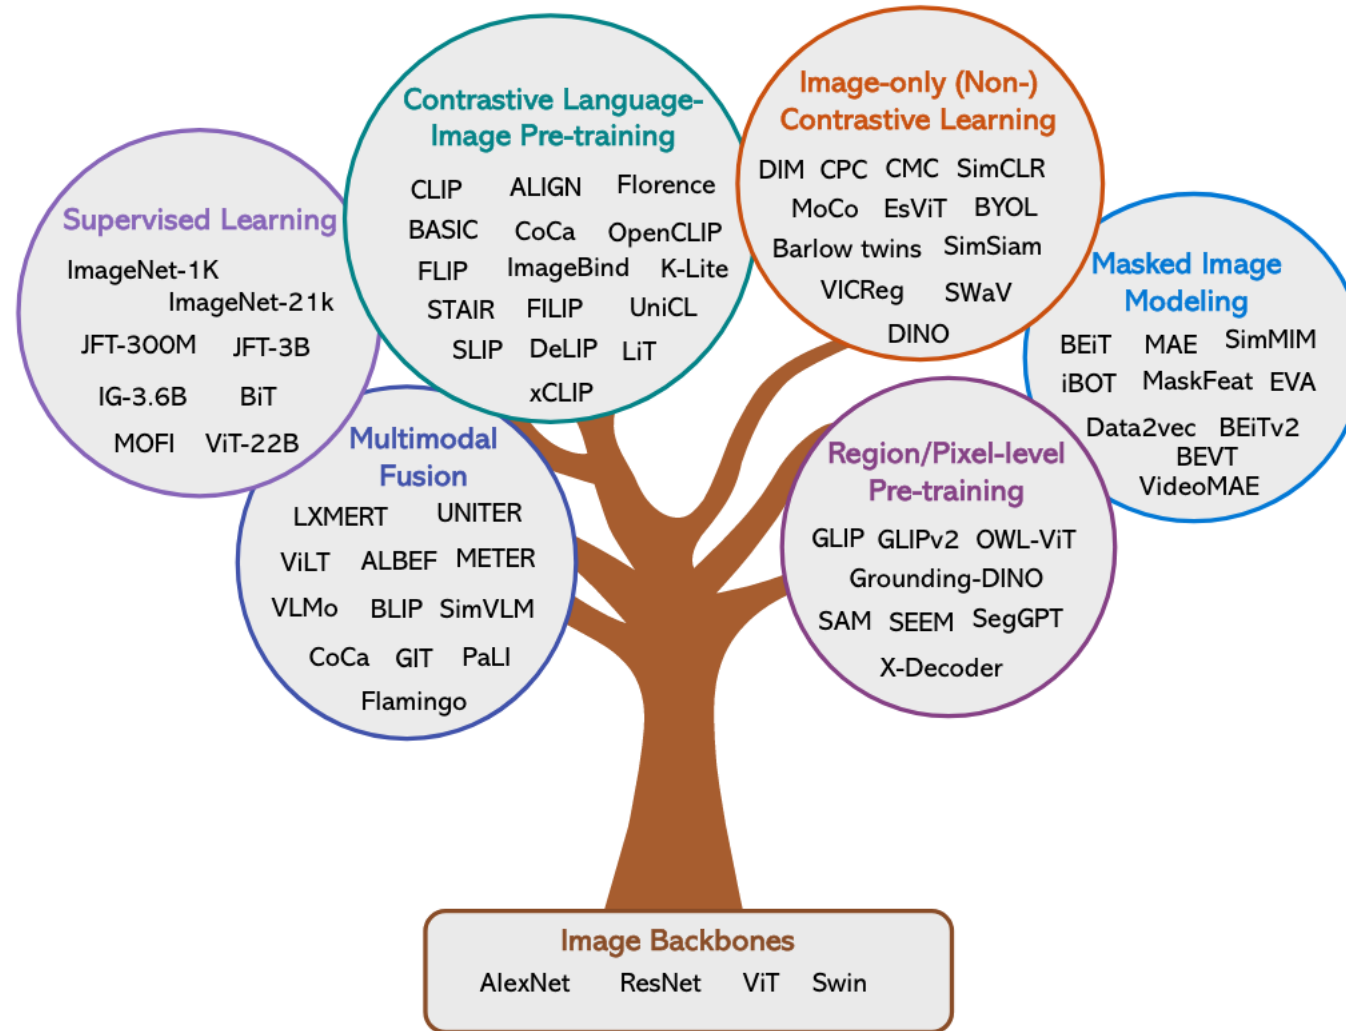 Supervised Learning
ImageNet-1K
ImageNet-21k
JFT-300M JFT-3B
IG-3.6B BiT
MOFI ViT-22B
Contrastive Language-
Image Pre-training
CLIP ALIGN Florence
BASIC CoCa OpenCLIP
FLIP ImageBind K-Lite
STAIR FILIP UniCL
SLIP DeLIP LiT
xCLIP
Image-only (Non-)
Contrastive Learning
DIM CPC CMC SimCLR
MoCo EsViT BYOL
Barlow twins SimSiam
VICReg SWaV
DINO
Masked Image
Modeling
BEiT MAE SimMIM
iBOT MaskFeat EVA
Data2vec BEiTv2
BEVT
VideoMAE
Multimodal
Fusion
LXMERT UNITER
ViLT ALBEF METER
VLMo BLIP SimVLM
CoCa GIT PaLI
Flamingo
Region/Pixel-level
Pre-training
GLIP GLIPv2 OWL-ViT
Grounding-DINO
SAM SEEM SegGPT
X-Decoder
Image Backbones
AlexNet ResNet ViT Swin